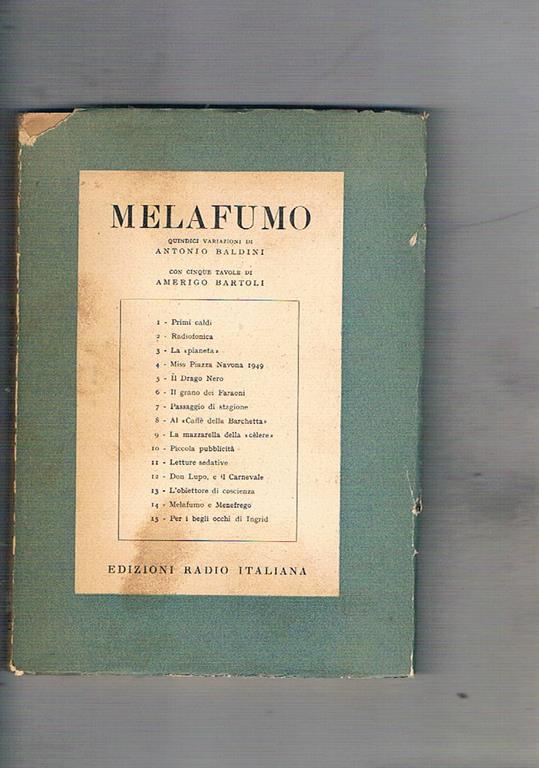 MELAFUMO
QUINDICI VARIAZIONI DI
ANTONIO BALDINI
CON CINQUE TAVOLE DI
AMERIGO BARTOLI
1 - Primi caldi
2 - Radiofonica
3 - La «pianeta»
4 - Miss Piazza Navona 1949
5 - Il Drago Nero
6 - Il grano dei Faraoni
7 - Passaggio di stagione
8 - Al «Caffè della Barchetta»
9 - La mazzarella della «cèlere»
10 - Piccola pubblicità
11 - Letture sedative
12 - Don Lupo, e il Carnevale
13 - L'obiettore di coscienza
14 - Melafumo e Menefrego
15 - Per i begli occhi di Ingrid
EDIZIONI RADIO ITALIANA